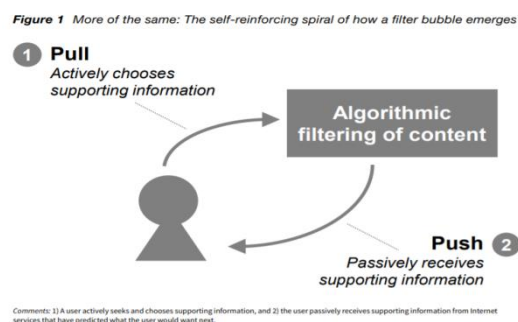 Figure 1 More of the same: The self-reinforcing spiral of how a filter bubble emerges
1 Pull
Actively chooses
supporting information
Algorithmic
filtering of content
Push 2
Passively receives
supporting information
Comments: 1) A user actively seeks and chooses supporting information, and 2) the user passively receives supporting information from Internet
services that have predicted what the user would want next.